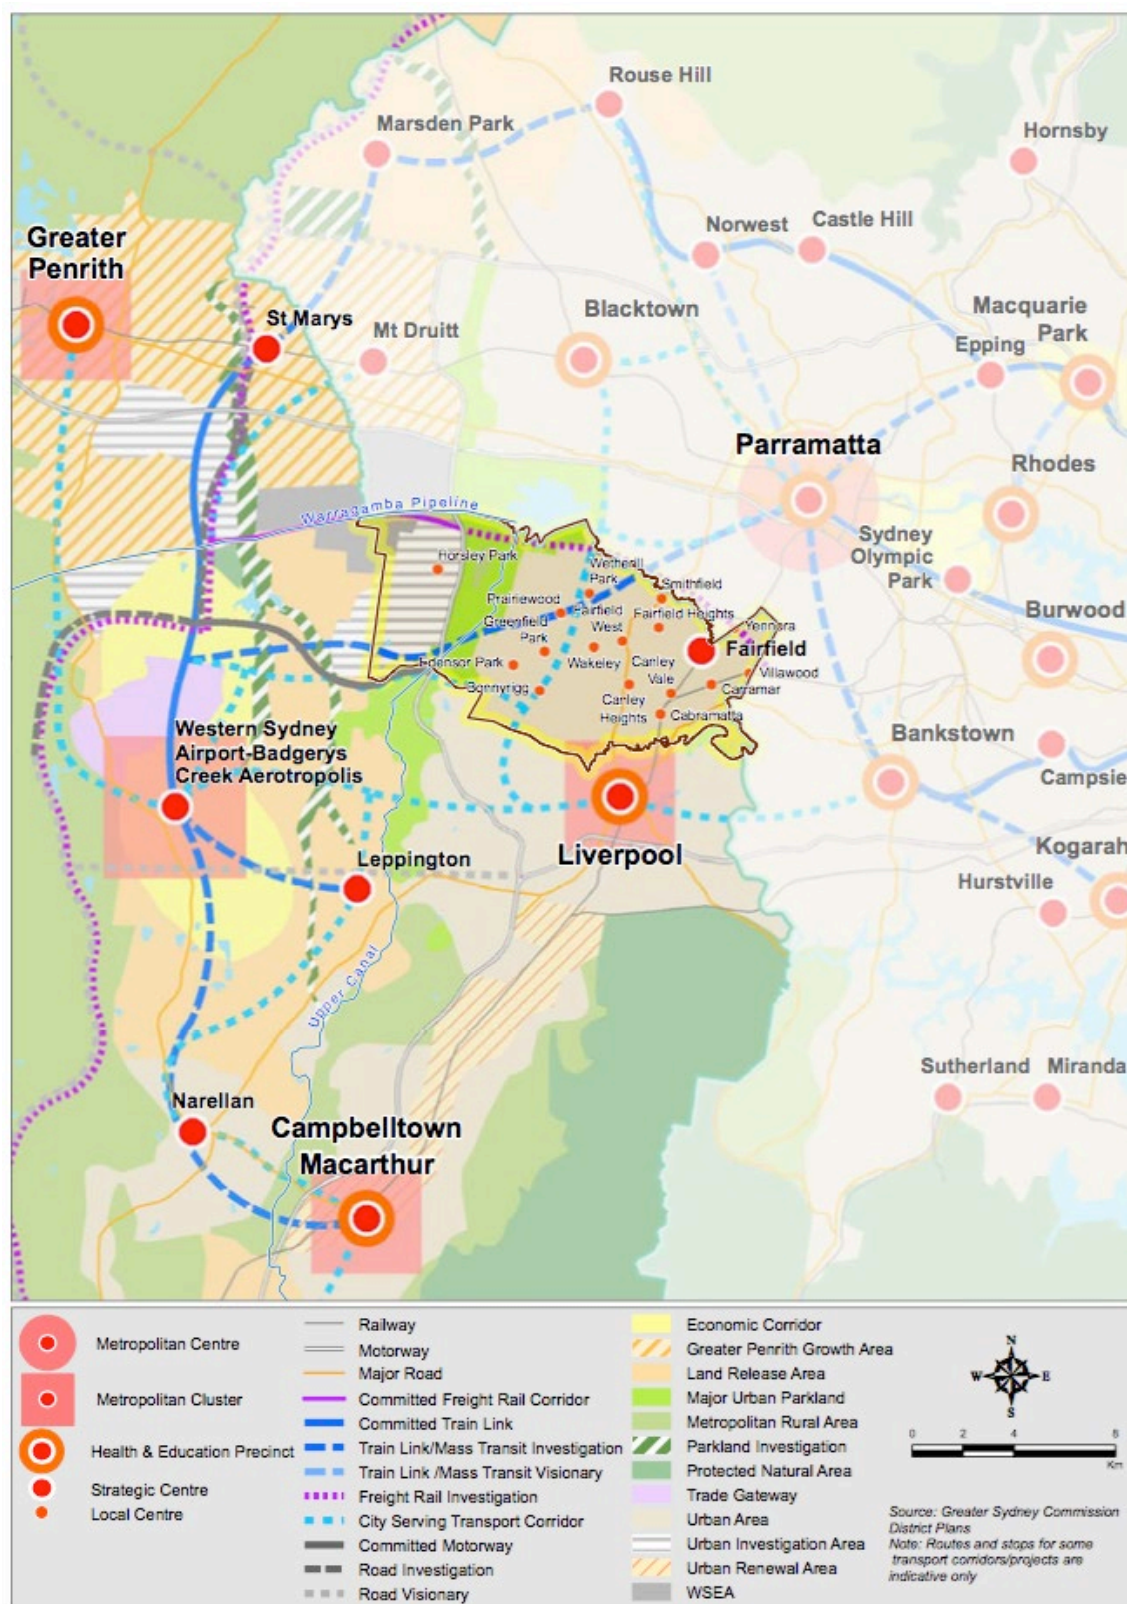 Rouse Hill
Marsden Park
Hornsby
Norwest
Castle Hill
Greater
Penrith
Blacktown
Macquarie
Park
St Marys
Mt Druitt
Epping
Parramatta
Rhodes
Warragamba Pipeline
Sydney
Olympic
Park
Horsley Park
Wetherill
Park
Smithfield
Prairiewood
Fairfield
West
Fairfield Heights
Greenfield
Park
Yennora
Burwood
Fairfield
Edensor Park
Wakeley
Canley
Vale
Villawood
Bonnyrigg
Canley
Heights
Carramar
Cabramatta
Western Sydney
Airport-Badgerys
Creek Aerotropolis
Bankstown
Campsie
Leppington
Liverpool
Kogarah
Hurstville
Upper Canal
Sutherland
Miranda
Narellan
Campbelltown
Macarthur
Metropolitan Centre
Metropolitan Cluster
Health & Education Precinct
Strategic Centre
Local Centre
Railway
Motorway
Major Road
Committed Freight Rail Corridor
Committed Train Link
Train Link/Mass Transit Investigation
Train Link /Mass Transit Visionary
Freight Rail Investigation
City Serving Transport Corridor
Committed Motorway
Road Investigation
Road Visionary
Economic Corridor
Greater Penrith Growth Area
Land Release Area
Major Urban Parkland
Metropolitan Rural Area
Parkland Investigation
Protected Natural Area
Trade Gateway
Urban Area
Urban Investigation Area
Urban Renewal Area
WSEA
N
W E
S
0 2 4 6
Km
Source: Greater Sydney Commission
District Plans
Note: Routes and stops for some
transport corridors/projects are
indicative only